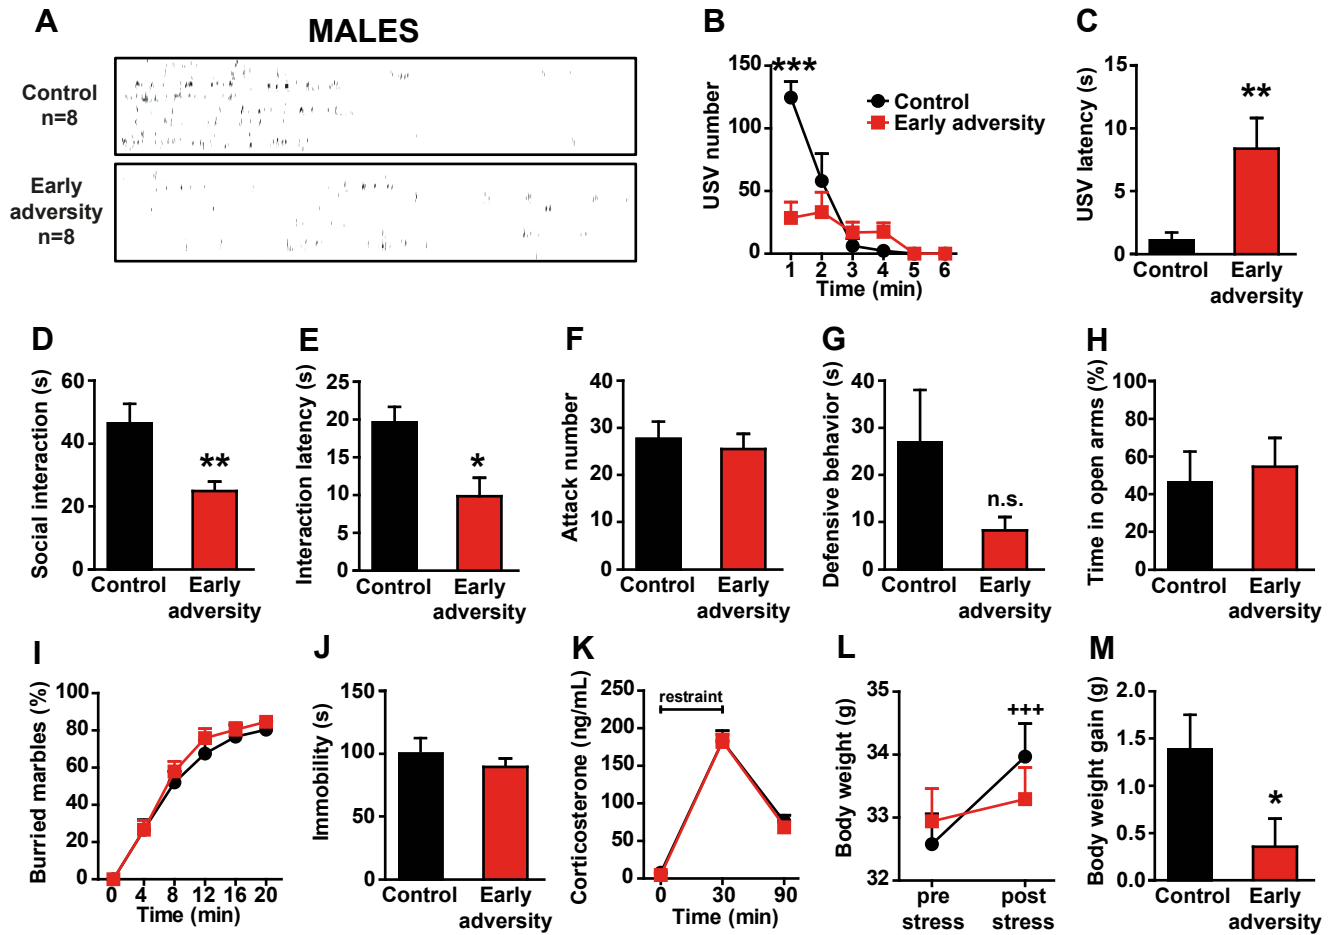 A
MALES
Control
n=8
Early
adversity
n=8
B
USV number
150
100
50
0
***
Control
Early adversity
1 2 3 4 5 6
Time (min)
C
USV latency (s)
15
10
5
0
**
Control
Early
adversity
D
Social interaction (s)
60
40
20
0
**
Control
Early
adversity
E
Interaction latency (s)
25
20
15
10
5
0
*
Control
Early
adversity
F
Attack number
40
30
20
10
0
Control
Early
adversity
G
Defensive behavior (s)
40
30
20
10
0
n.s.
Control
Early
adversity
H
Time in open arms (%)
100
80
60
40
20
0
Control
Early
adversity
I
Burried marbles (%)
100
80
60
40
20
0
0 4 8 12 16 20
Time (min)
J
Immobility (s)
150
100
50
0
Control
Early
adversity
K
Corticosterone (ng/mL)
250
200
150
100
50
0
restraint
0 30 90
Time (min)
L
Body weight (g)
35
34
33
32
+++
pre
stress
post
stress
M
Body weight gain (g)
2.0
1.5
1.0
0.5
0.0
*
Control
Early
adversity